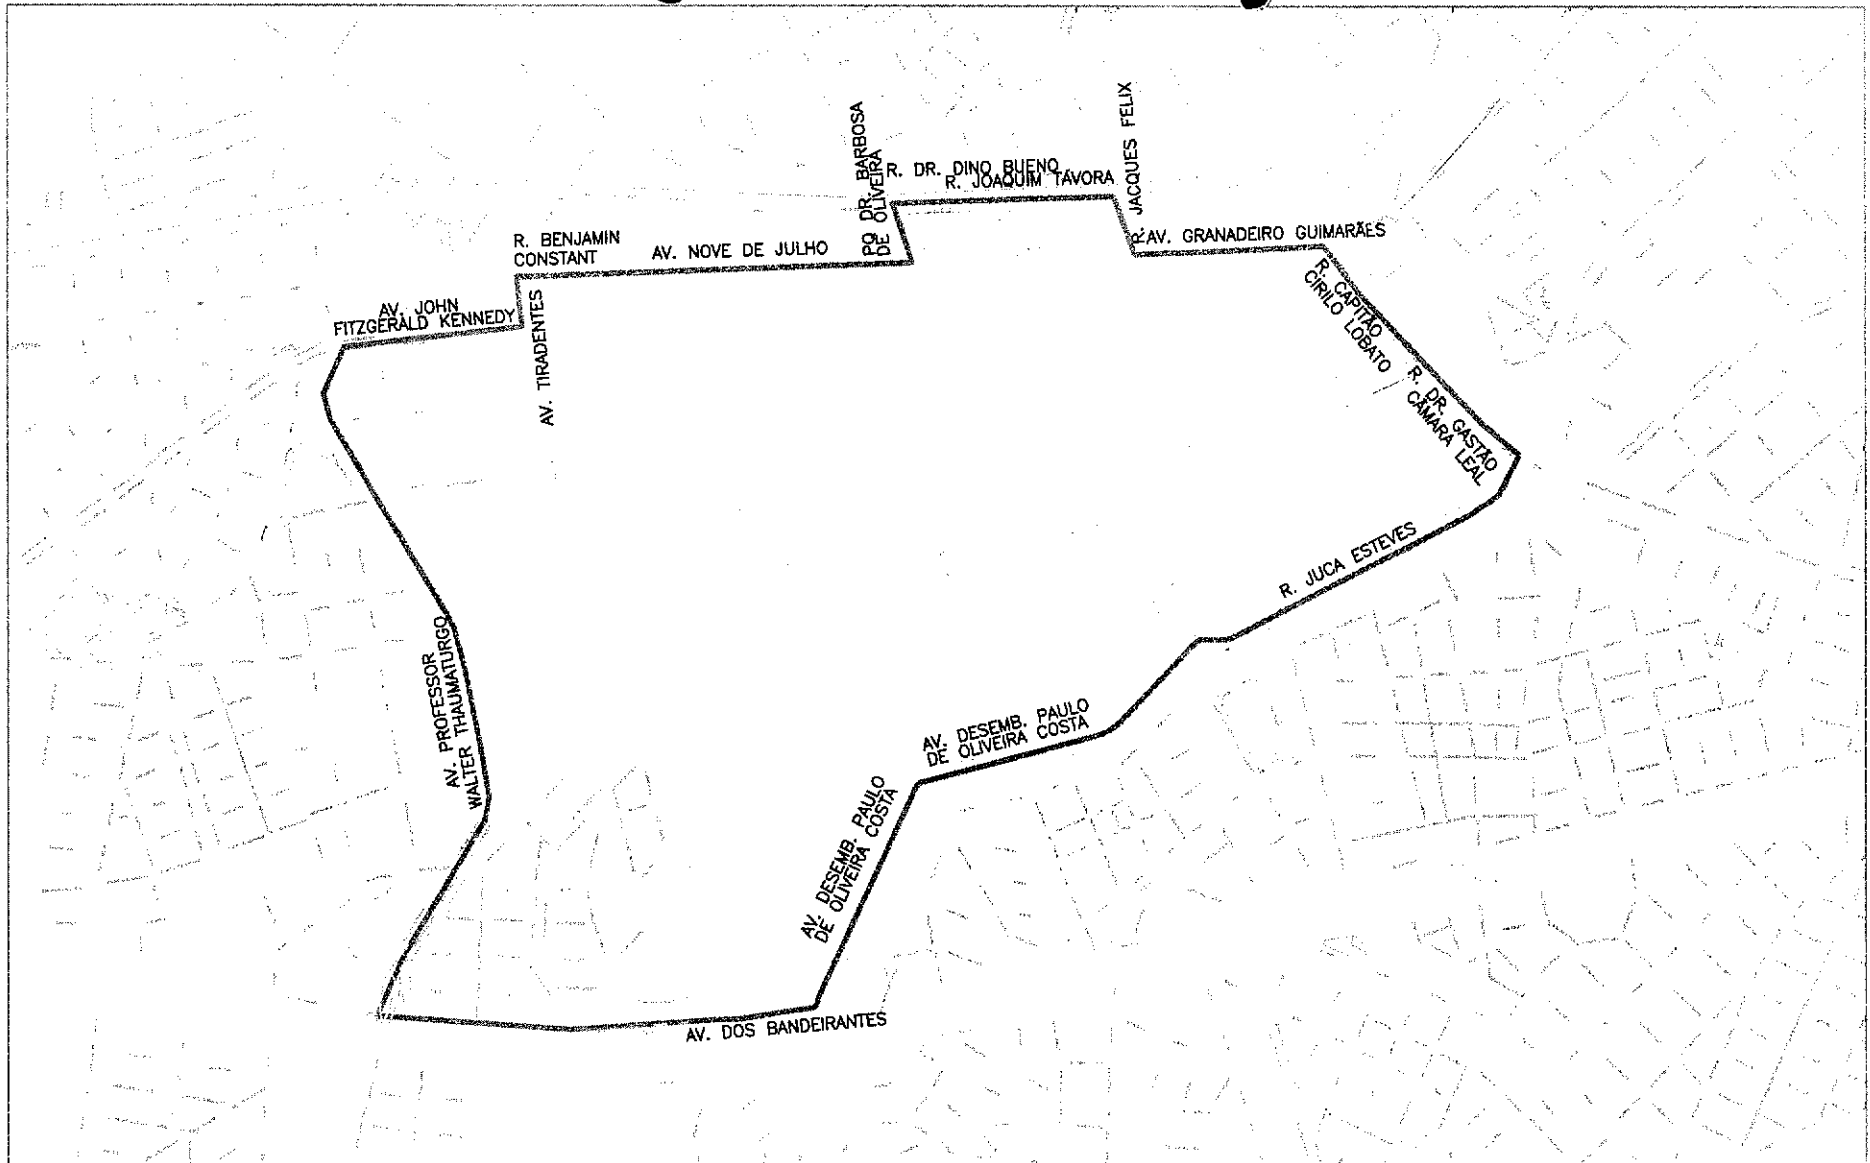 PQ DR. BARBOSA
DE OLIVEIRA
R. JACQUES FELIX
R. DR. DINO BUENO
R. JOAQUIM TÁVORA
R. BENJAMIN
CONSTANT
AV. NOVE DE JULHO
AV. GRANADEIRO GUIMARÃES
AV. JOHN
FITZGERALD KENNEDY
AV. TIRADENTES
R. CAPITÃO
CIRILO LOBATO
R. DR. GASTÃO
CÂMARA LEAL
R. JUCA ESTEVES
AV. PROFESSOR
WALTER THAUMATURGO
AV. DESEMB. PAULO
DE OLIVEIRA COSTA
AV. DESEMB. PAULO
DE OLIVEIRA COSTA
AV. DOS BANDEIRANTES